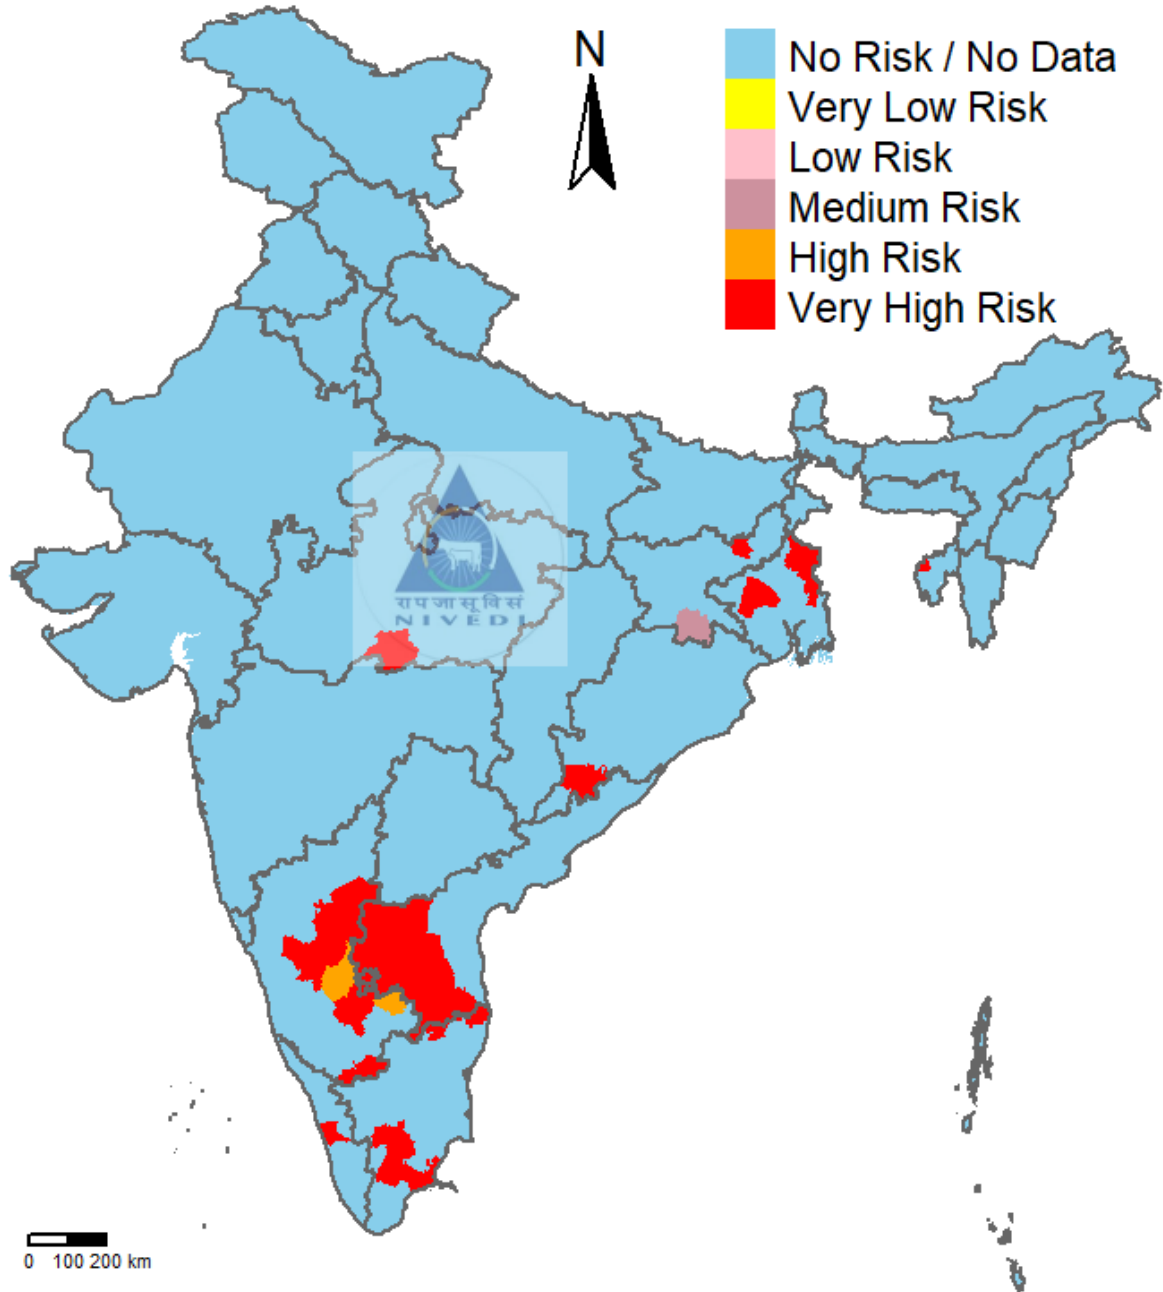 N
No Risk / No Data
Very Low Risk
Low Risk
Medium Risk
High Risk
Very High Risk
रा प जा सू वि सं
NIVEDI
0 100 200 km